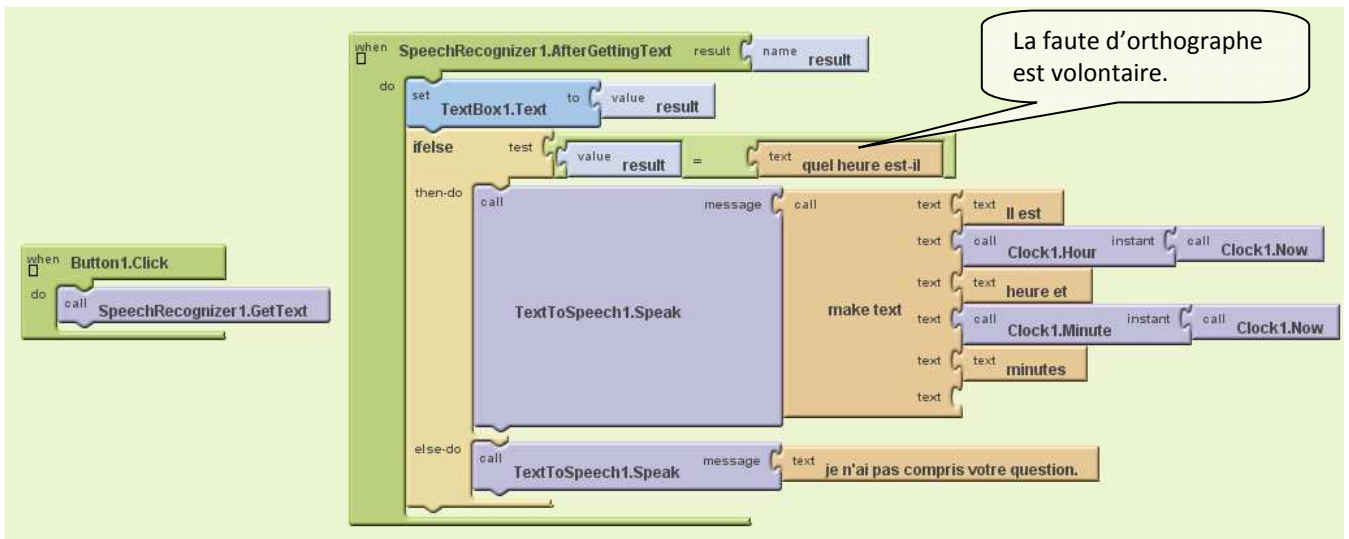 when Button1.Click
do call SpeechRecognizer1.GetText
when SpeechRecognizer1.AfterGettingText result name result
La faute d’orthographe
est volontaire.
do set TextBox1.Text to value result
ifelse test value result = text quel heure est-il
then-do call TextToSpeech1.Speak message call make text
text text Il est
text call Clock1.Hour instant call Clock1.Now
text text heure et
text call Clock1.Minute instant call Clock1.Now
text text minutes
text
else-do call TextToSpeech1.Speak message text je n'ai pas compris votre question.